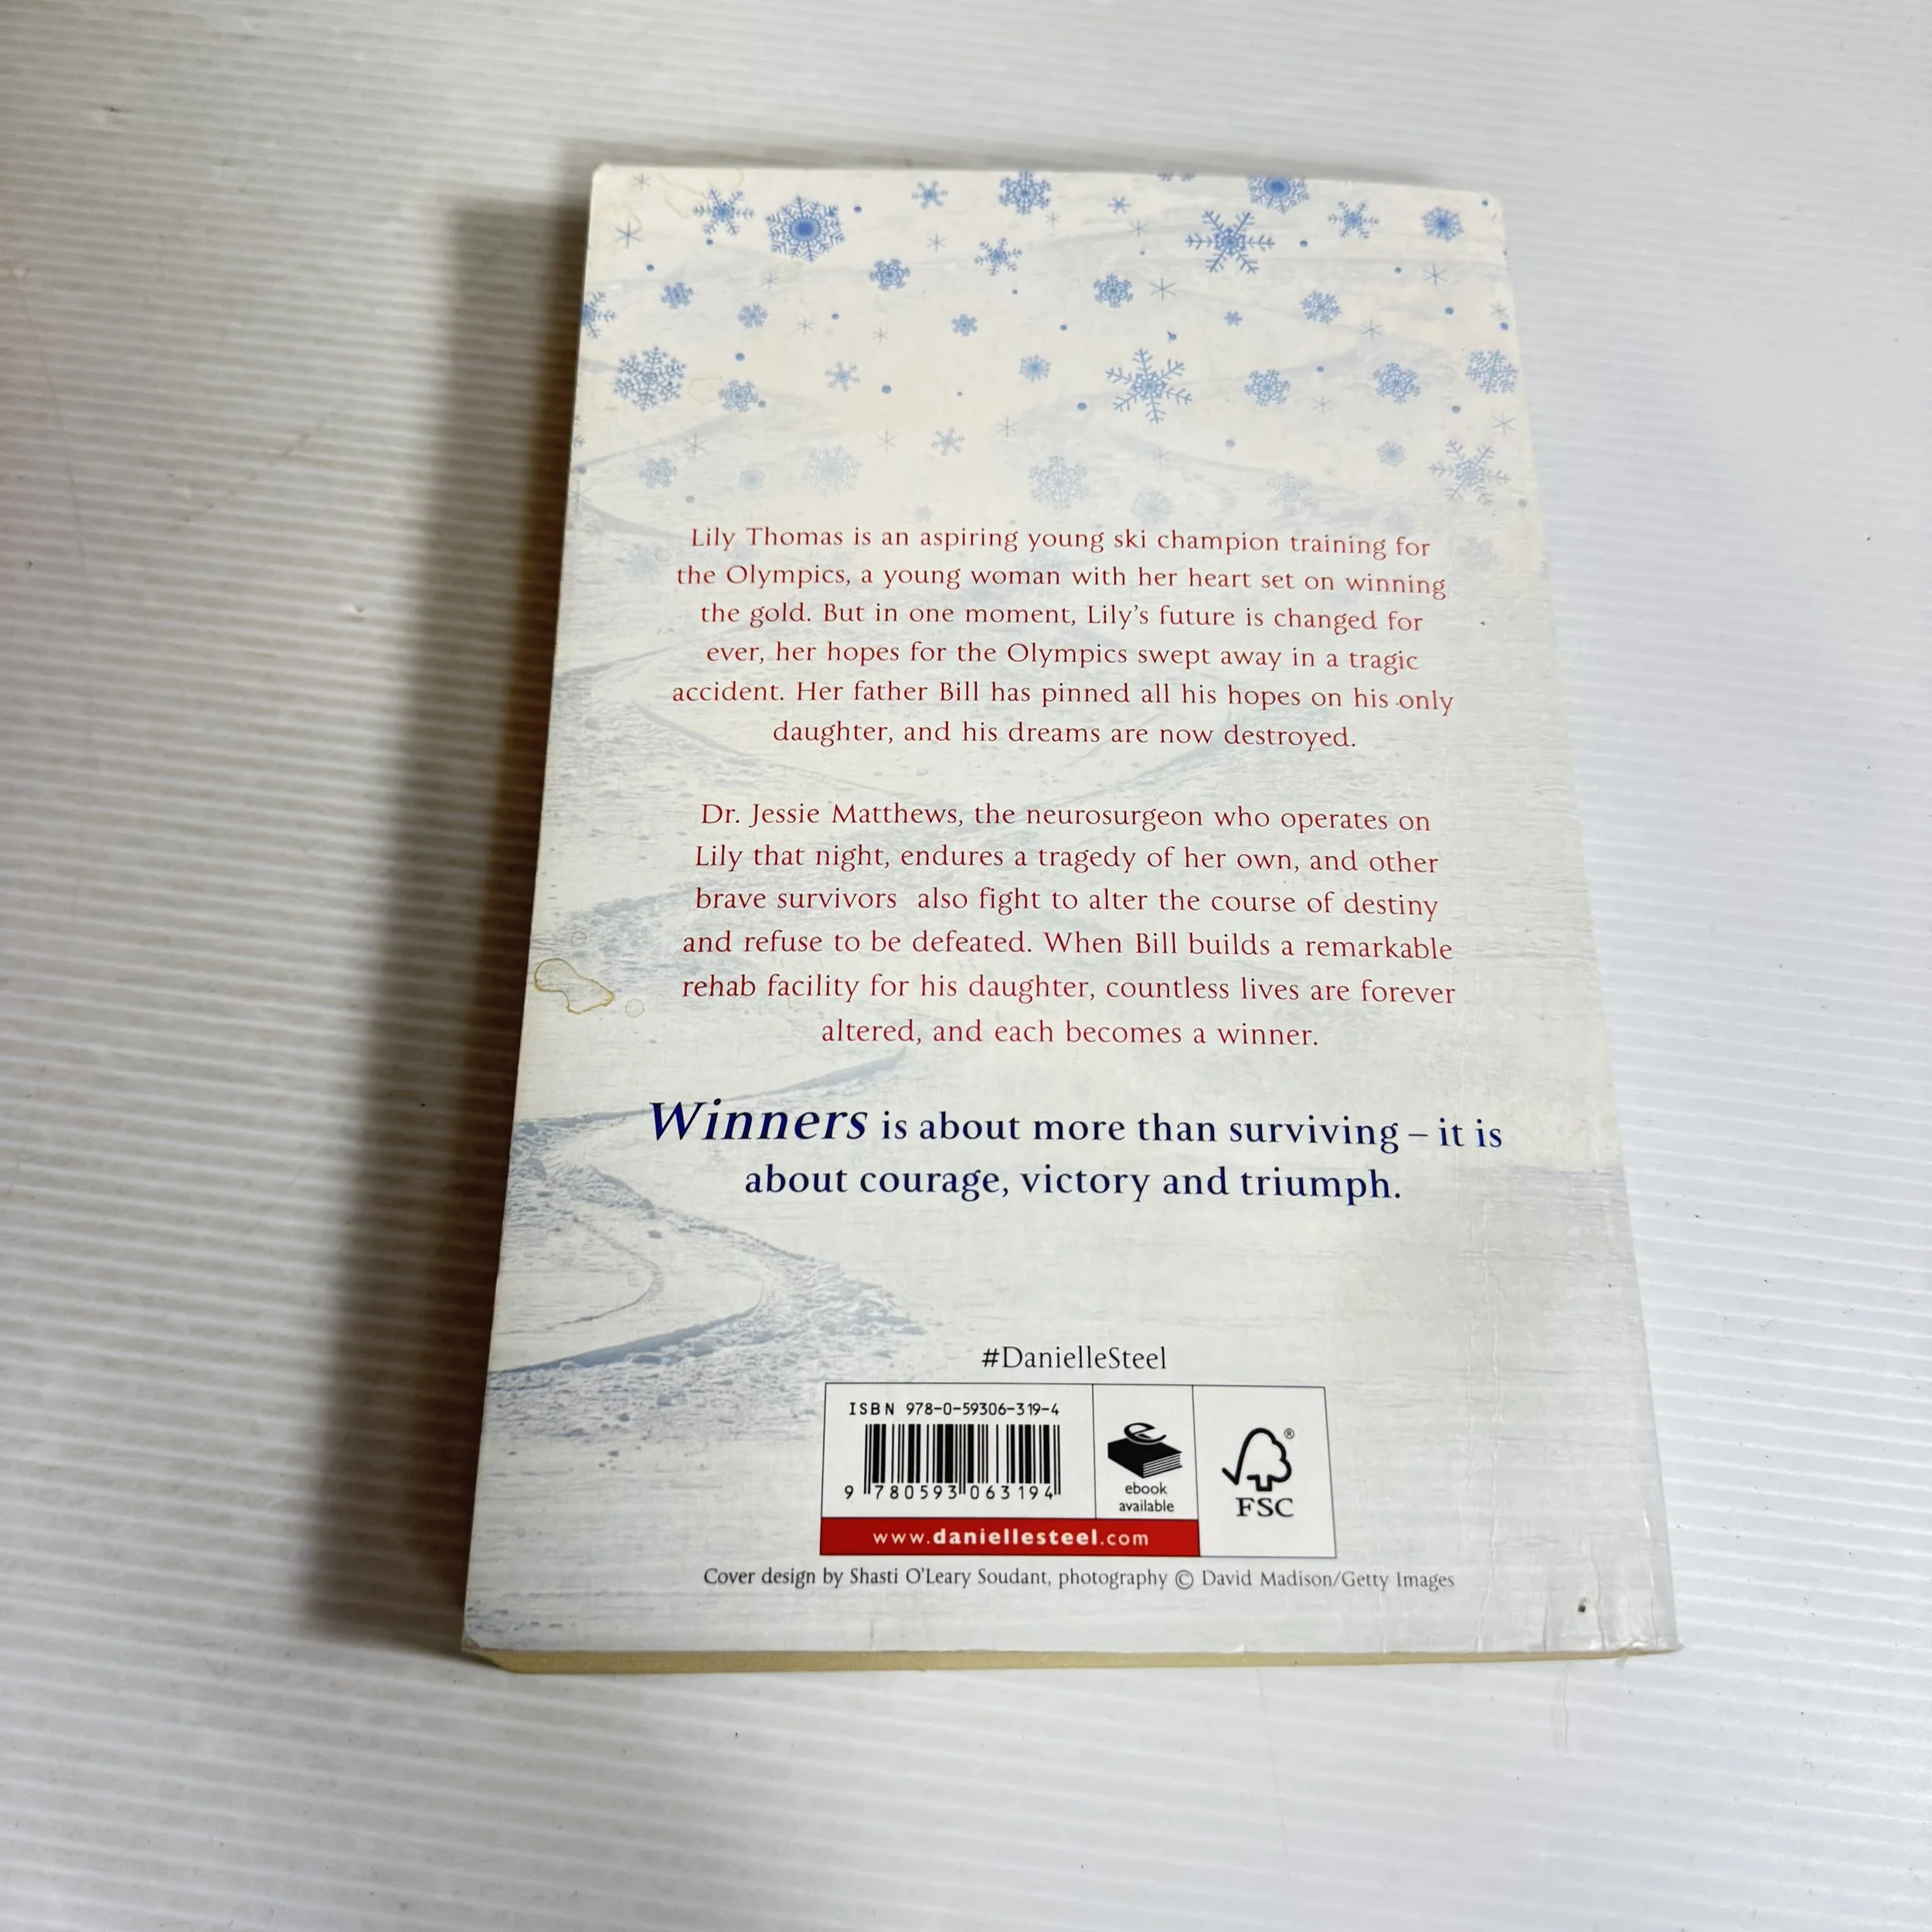 Lily Thomas is an aspiring young ski champion training for
the Olympics, a young woman with her heart set on winning
the gold. But in one moment, Lily’s future is changed for
ever, her hopes for the Olympics swept away in a tragic
accident. Her father Bill has pinned all his hopes on his only
daughter, and his dreams are now destroyed.
Dr. Jessie Matthews, the neurosurgeon who operates on
Lily that night, endures a tragedy of her own, and other
brave survivors also fight to alter the course of destiny
and refuse to be defeated. When Bill builds a remarkable
rehab facility for his daughter, countless lives are forever
altered, and each becomes a winner.
Winners is about more than surviving – it is
about courage, victory and triumph.
#DanielleSteel
ISBN 978-0-59306-319-4
9 780593 063194
ebook
available
® 
FSC
www.daniellesteel.com
Cover design by Shasti O’Leary Soudant, photography © David Madison/Getty Images